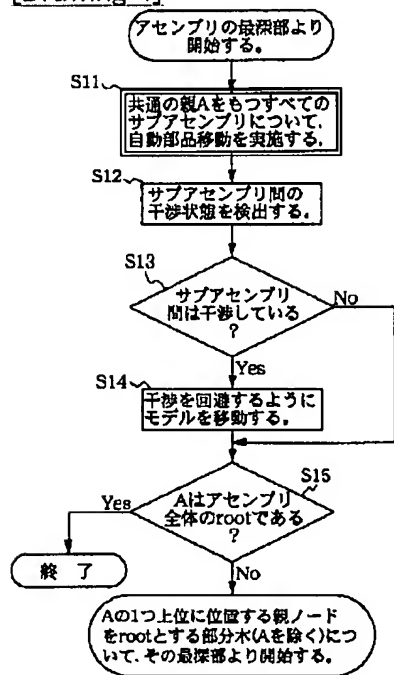 アセンブリの最深部より
開始する。
S11
共通の親Aをもつすべての
サブアセンブリについて、
自動部品移動を実施する。
S12
サブアセンブリ間の
干渉状態を検出する。
S13
サブアセンブリ
間は干渉している
?
No
Yes
S14
干渉を回避するように
モデルを移動する。
S15
Aはアセンブリ
全体のrootである
?
Yes
終了
No
Aの1つ上位に位置する親ノード
をrootとする部分木(Aを除く)につ
いて、その最深部より開始する。